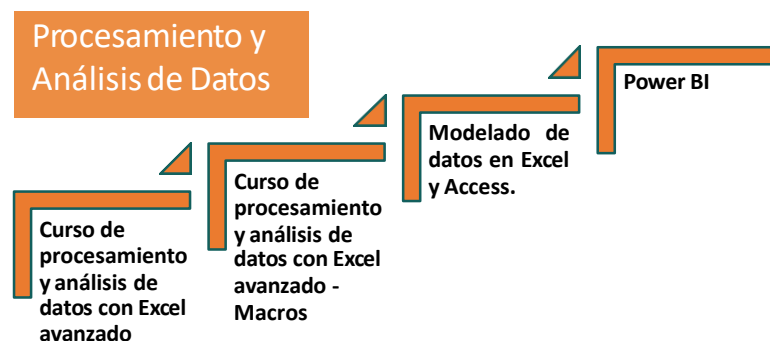 Procesamiento y
Análisis de Datos
Curso de
procesamiento
y análisis de
datos con Excel
avanzado
Curso de
procesamiento
y análisis de
datos con Excel
avanzado -
Macros
Modelado de
datos en Excel
y Access.
Power BI